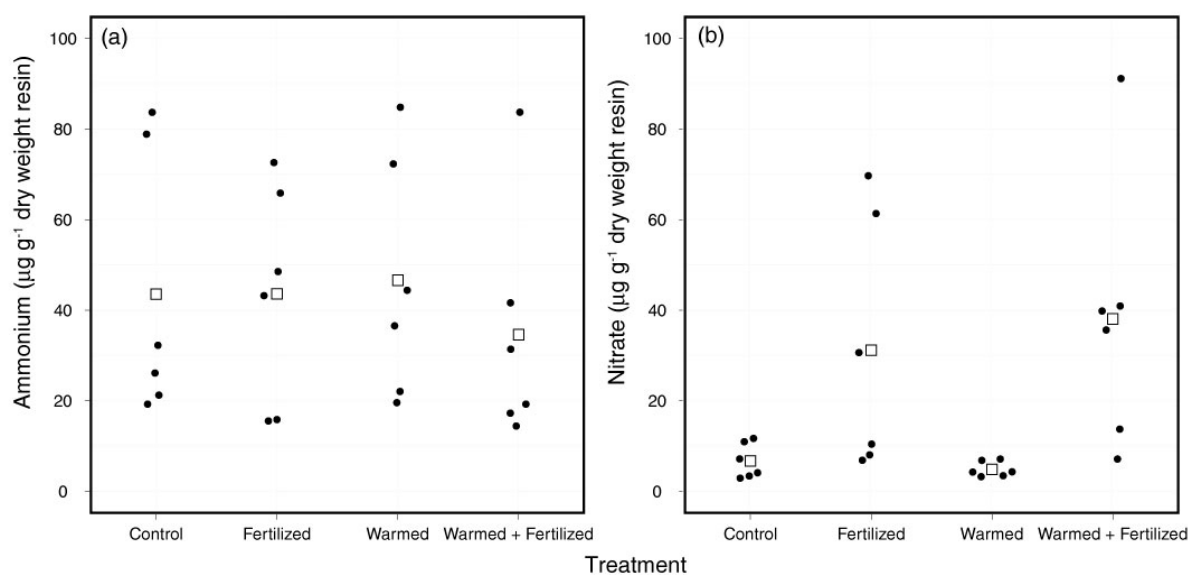 (a)
Ammonium (µg g⁻¹ dry weight resin)
100
80
60
40
20
0
Control Fertilized Warmed Warmed + Fertilized
(b)
Nitrate (µg g⁻¹ dry weight resin)
100
80
60
40
20
0
Control Fertilized Warmed Warmed + Fertilized
Treatment